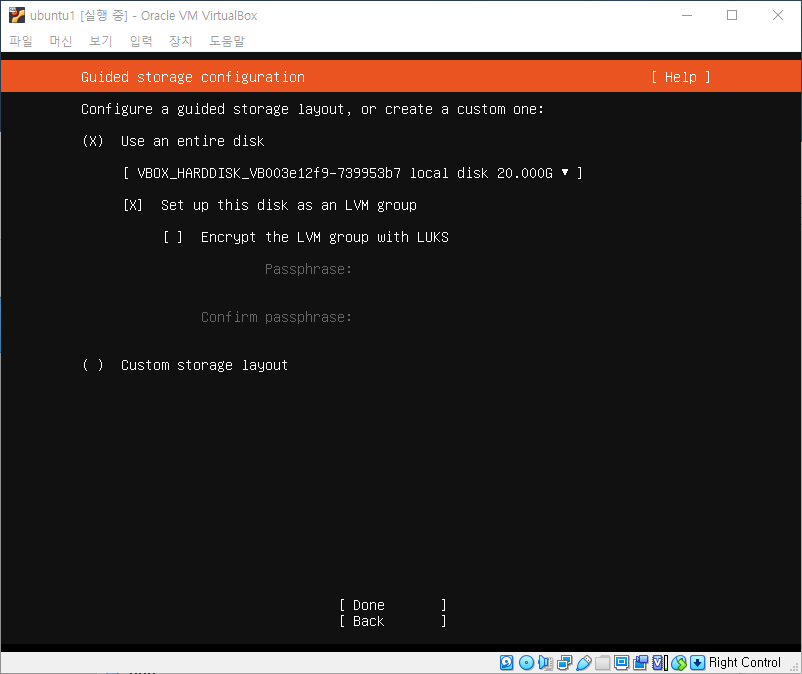 ubuntu1 [실행 중] - Oracle VM VirtualBox
파일 머신 보기 입력 장치 도움말
Guided storage configuration [ Help ]
Configure a guided storage layout, or create a custom one:
(X) Use an entire disk
[ VBOX_HARDDISK_VB003e12f9-739953b7 local disk 20.000G ▾ ]
[X] Set up this disk as an LVM group
[ ] Encrypt the LVM group with LUKS
Passphrase:
Confirm passphrase:
( ) Custom storage layout
[ Done ]
[ Back ]
Right Control